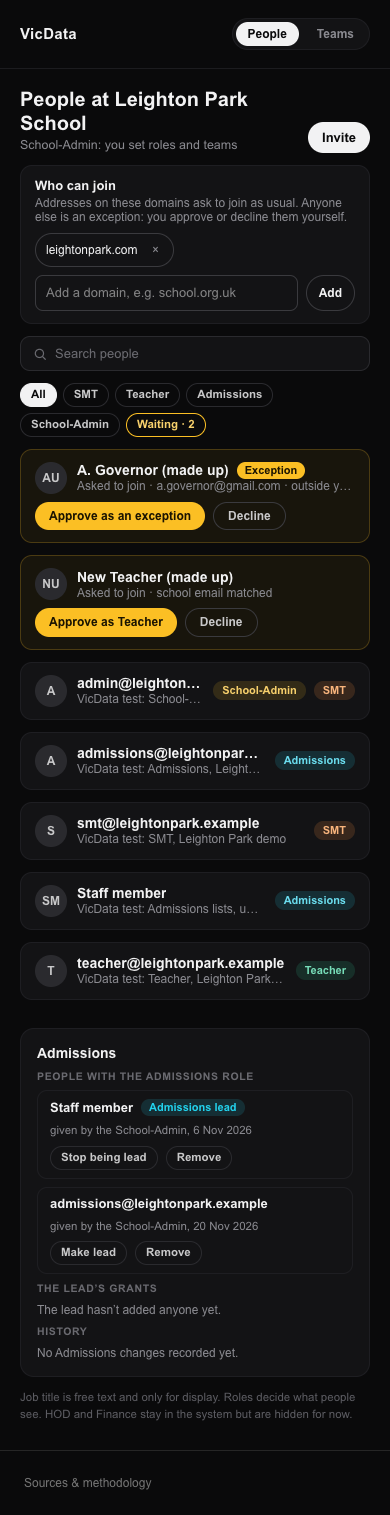 VicData
People
Teams
People at Leighton Park
School
School-Admin: you set roles and teams
Invite
Who can join
Addresses on these domains ask to join as usual. Anyone
else is an exception: you approve or decline them yourself.
leightonpark.com ×
Add a domain, e.g. school.org.uk
Add
Search people
All
SMT
Teacher
Admissions
School-Admin
Waiting · 2
AU
A. Governor (made up)
Exception
Asked to join · a.governor@gmail.com · outside y…
Approve as an exception
Decline
NU
New Teacher (made up)
Asked to join · school email matched
Approve as Teacher
Decline
A
admin@leighton…
School-Admin
SMT
VicData test: School-…
A
admissions@leightonpar…
Admissions
VicData test: Admissions, Leight…
S
smt@leightonpark.example
SMT
VicData test: SMT, Leighton Park demo
SM
Staff member
Admissions
VicData test: Admissions lists, u…
T
teacher@leightonpark.example
Teacher
VicData test: Teacher, Leighton Park…
Admissions
PEOPLE WITH THE ADMISSIONS ROLE
Staff member
Admissions lead
given by the School-Admin, 6 Nov 2026
Stop being lead
Remove
admissions@leightonpark.example
given by the School-Admin, 20 Nov 2026
Make lead
Remove
THE LEAD'S GRANTS
The lead hasn't added anyone yet.
HISTORY
No Admissions changes recorded yet.
Job title is free text and only for display. Roles decide what people
see. HOD and Finance stay in the system but are hidden for now.
Sources & methodology